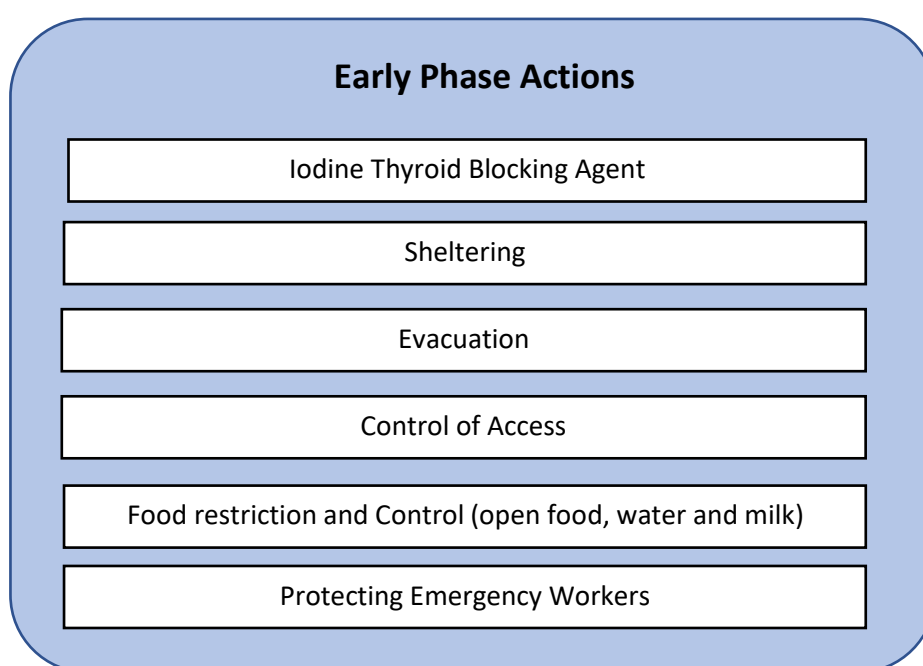 Early Phase Actions
Iodine Thyroid Blocking Agent
Sheltering
Evacuation
Control of Access
Food restriction and Control (open food, water and milk)
Protecting Emergency Workers